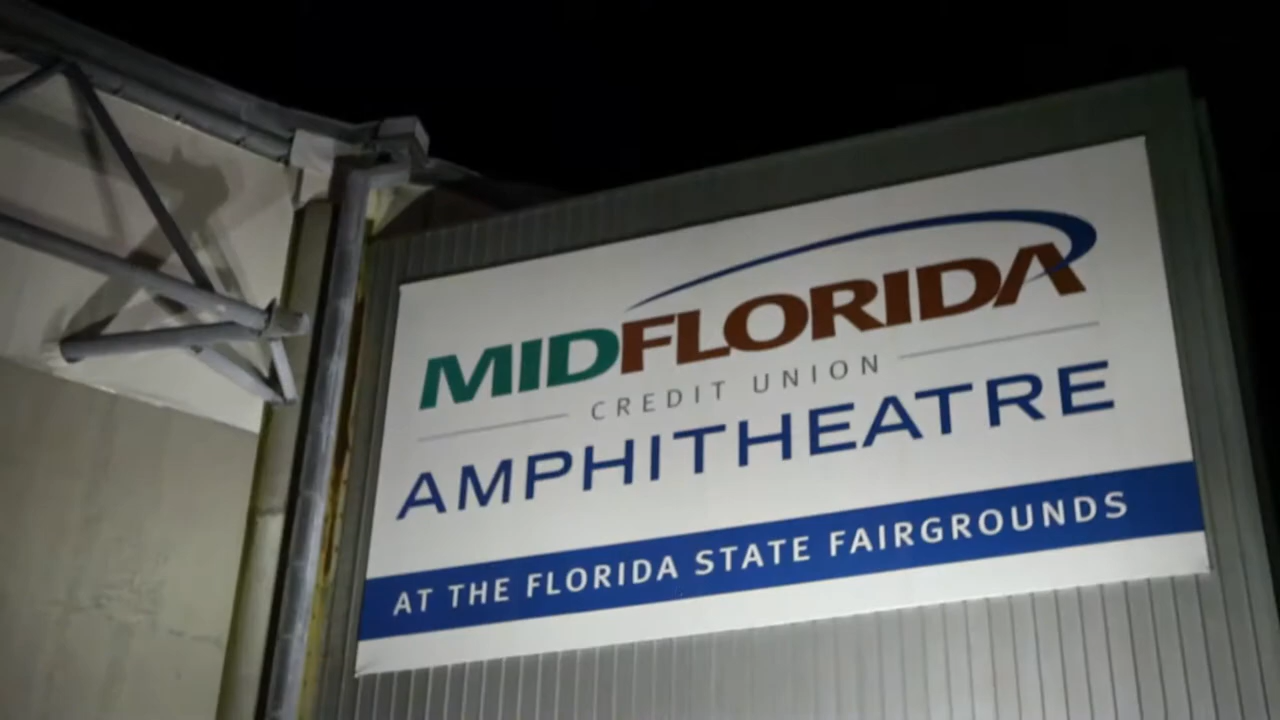 MIDFLORIDA
CREDIT UNION
AMPHITHEATRE
AT THE FLORIDA STATE FAIRGROUNDS